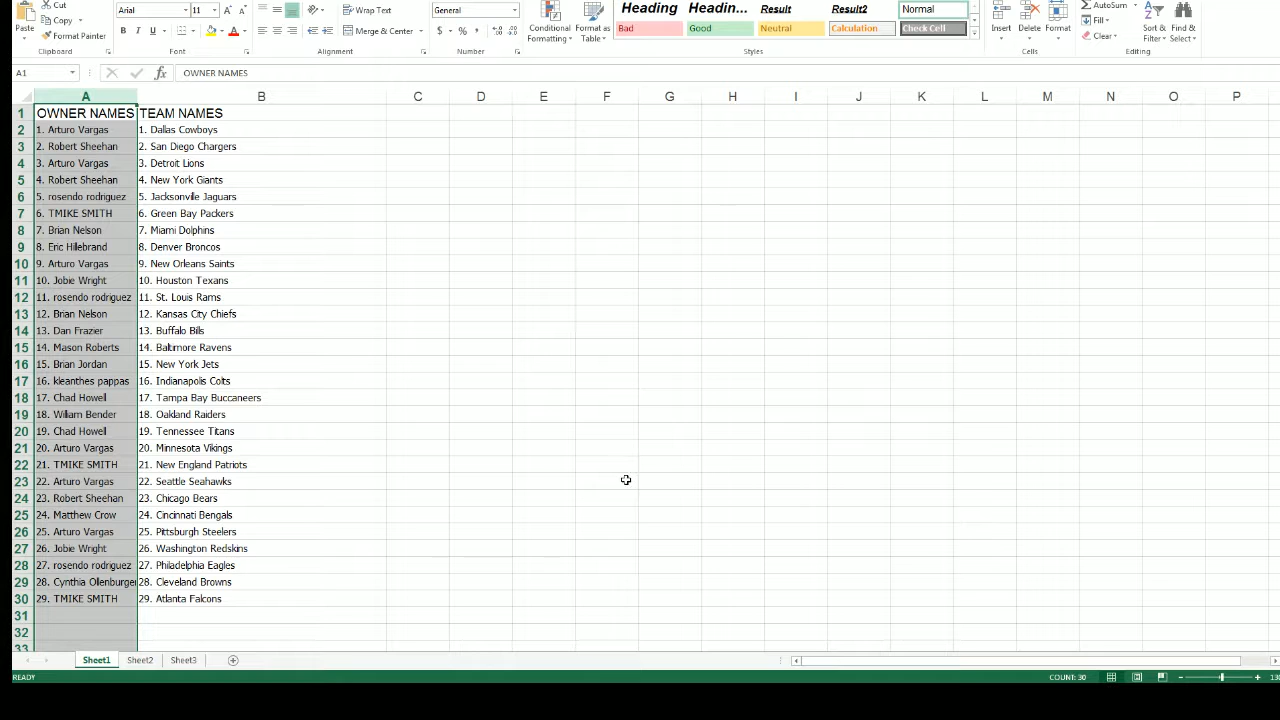 Cut
Arial 11 A A Wrap Text General Heading Headin... Result Result2 Normal AutoSum
Copy
Paste Format Painter B I U A Merge & Center $ % , Conditional Formatting Format as Table Bad Good Neutral Calculation Check Cell Insert Delete Format Fill Clear Sort & Filter Find & Select
Clipboard Font Alignment Number Styles Cells Editing
A1 fx OWNER NAMES
A B C D E F G H I J K L M N O P
1 OWNER NAMES TEAM NAMES
2 1. Arturo Vargas 1. Dallas Cowboys
3 2. Robert Sheehan 2. San Diego Chargers
4 3. Arturo Vargas 3. Detroit Lions
5 4. Robert Sheehan 4. New York Giants
6 5. rosendo rodriguez 5. Jacksonville Jaguars
7 6. TMIKE SMITH 6. Green Bay Packers
8 7. Brian Nelson 7. Miami Dolphins
9 8. Eric Hillebrand 8. Denver Broncos
10 9. Arturo Vargas 9. New Orleans Saints
11 10. Jobie Wright 10. Houston Texans
12 11. rosendo rodriguez 11. St. Louis Rams
13 12. Brian Nelson 12. Kansas City Chiefs
14 13. Dan Frazier 13. Buffalo Bills
15 14. Mason Roberts 14. Baltimore Ravens
16 15. Brian Jordan 15. New York Jets
17 16. kleanthes pappas 16. Indianapolis Colts
18 17. Chad Howell 17. Tampa Bay Buccaneers
19 18. William Bender 18. Oakland Raiders
20 19. Chad Howell 19. Tennessee Titans
21 20. Arturo Vargas 20. Minnesota Vikings
22 21. TMIKE SMITH 21. New England Patriots
23 22. Arturo Vargas 22. Seattle Seahawks
24 23. Robert Sheehan 23. Chicago Bears
25 24. Matthew Crow 24. Cincinnati Bengals
26 25. Arturo Vargas 25. Pittsburgh Steelers
27 26. Jobie Wright 26. Washington Redskins
28 27. rosendo rodriguez 27. Philadelphia Eagles
29 28. Cynthia Ollenburger 28. Cleveland Browns
30 29. TMIKE SMITH 29. Atlanta Falcons
31
32
33
Sheet1 Sheet2 Sheet3
READY COUNT: 30